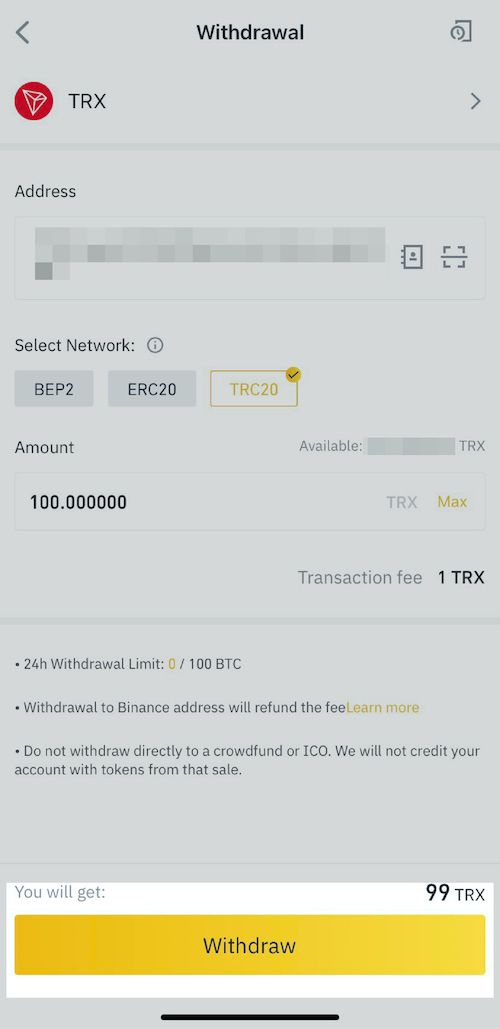 Withdrawal
TRX
Address
Select Network:
BEP2 ERC20 TRC20
Amount Available: TRX
100.000000 TRX Max
Transaction fee 1 TRX
• 24h Withdrawal Limit: 0 / 100 BTC
• Withdrawal to Binance address will refund the feeLearn more
• Do not withdraw directly to a crowdfund or ICO. We will not credit your
account with tokens from that sale.
You will get: 99 TRX
Withdraw